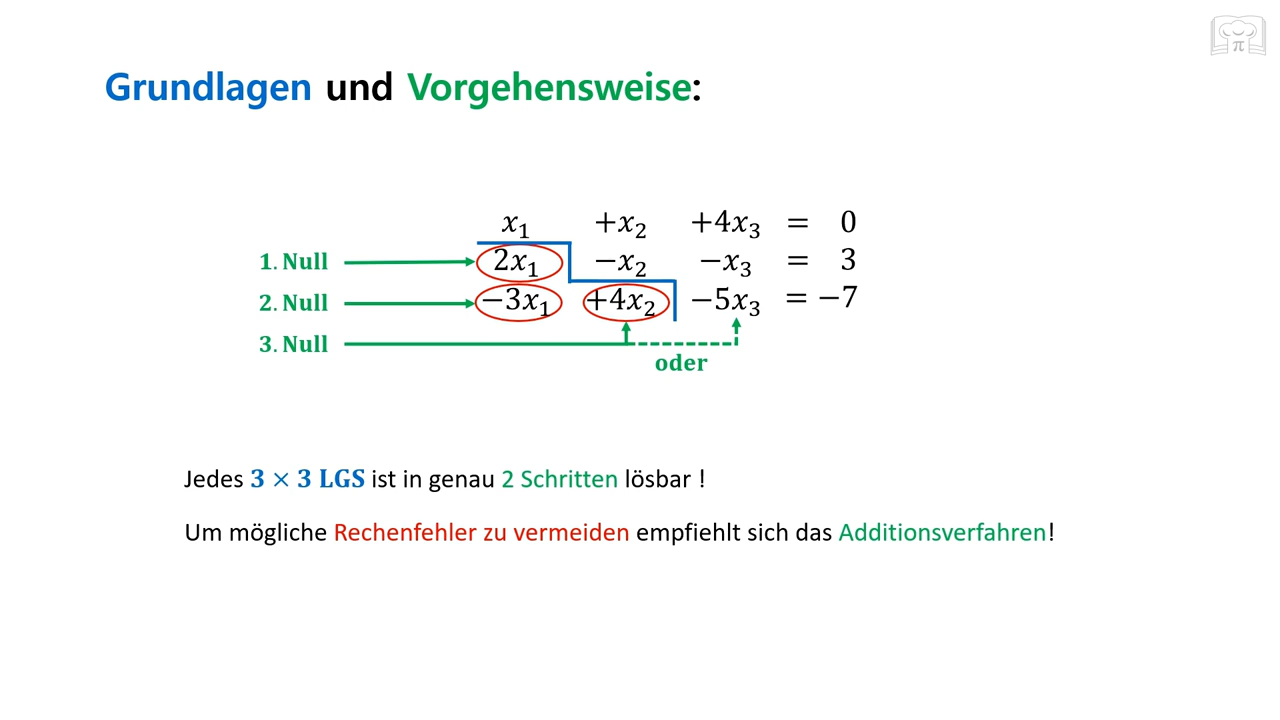 Grundlagen und Vorgehensweise:
x₁ +x₂ +4x₃ = 0
1. Null 2x₁ −x₂ −x₃ = 3
2. Null −3x₁ +4x₂ −5x₃ = −7
3. Null
oder
Jedes 3 × 3 LGS ist in genau 2 Schritten lösbar !
Um mögliche Rechenfehler zu vermeiden empfiehlt sich das Additionsverfahren!
π